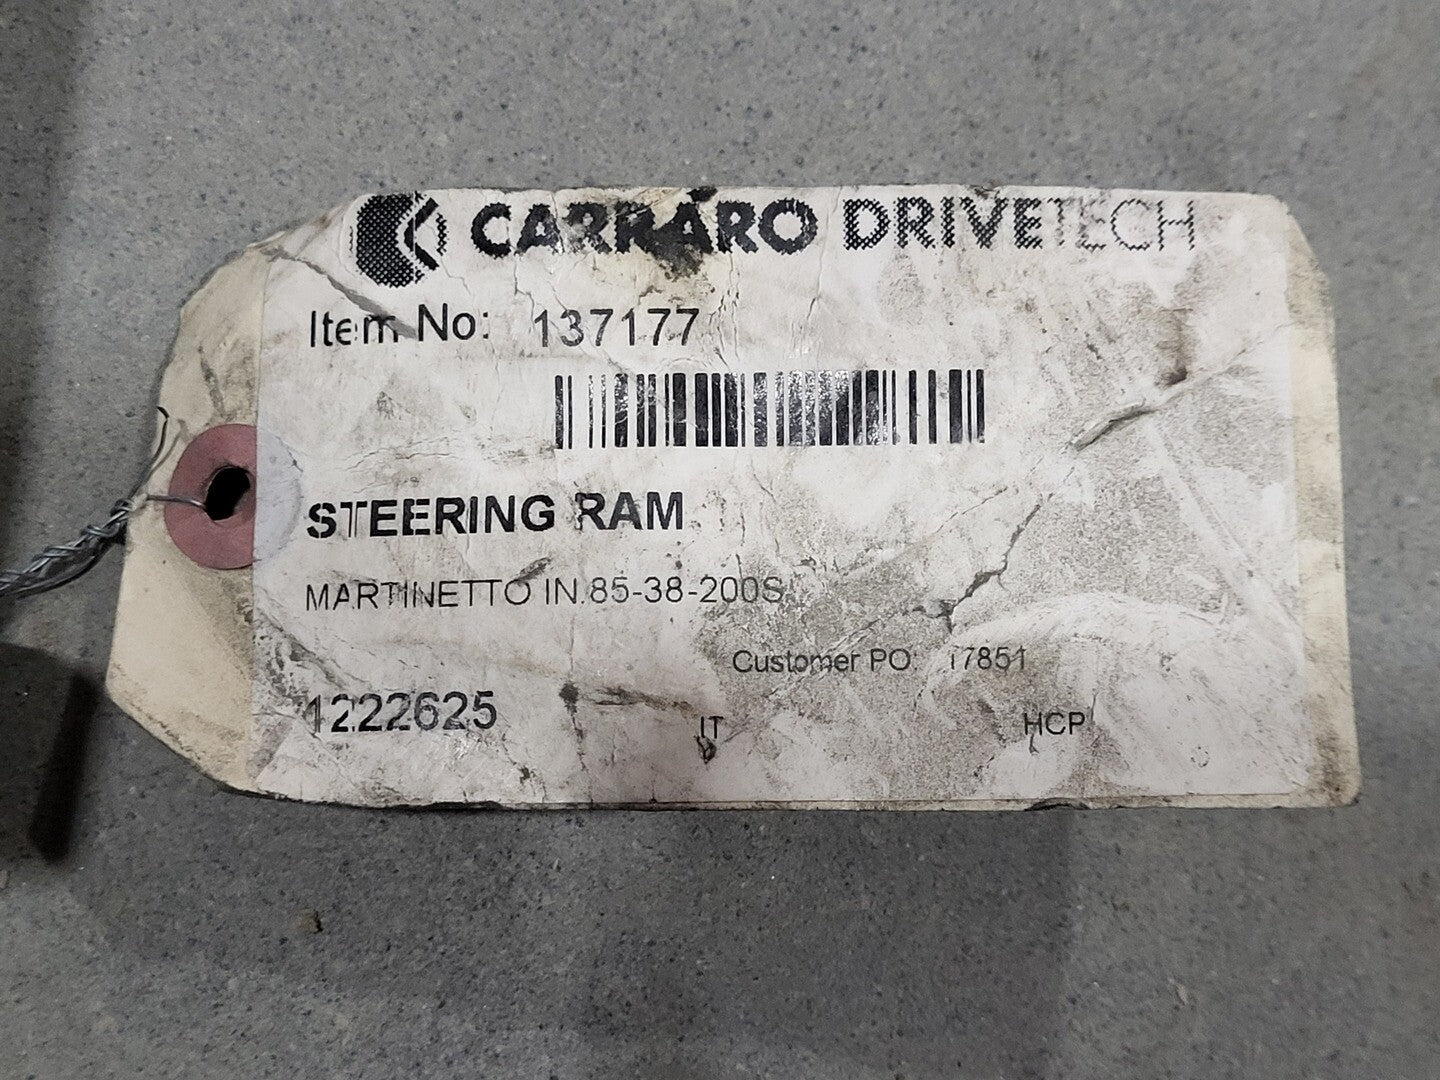 CARRARO DRIVETECH
Item No: 137177
STEERING RAM
MARTINETTO IN.85-38-200S
Customer PO: 17851
1222625 IT HCP